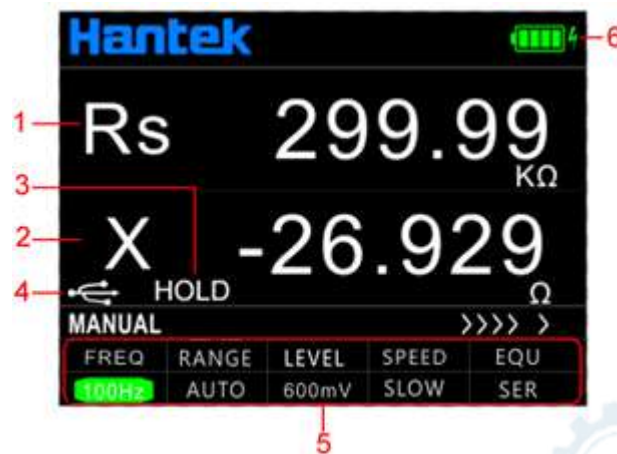 Hantek
6
1 Rs 299.99
KΩ
3
2 X -26.929
4 HOLD Ω
MANUAL >>>> >
FREQ RANGE LEVEL SPEED EQU
100Hz AUTO 600mV SLOW SER
5